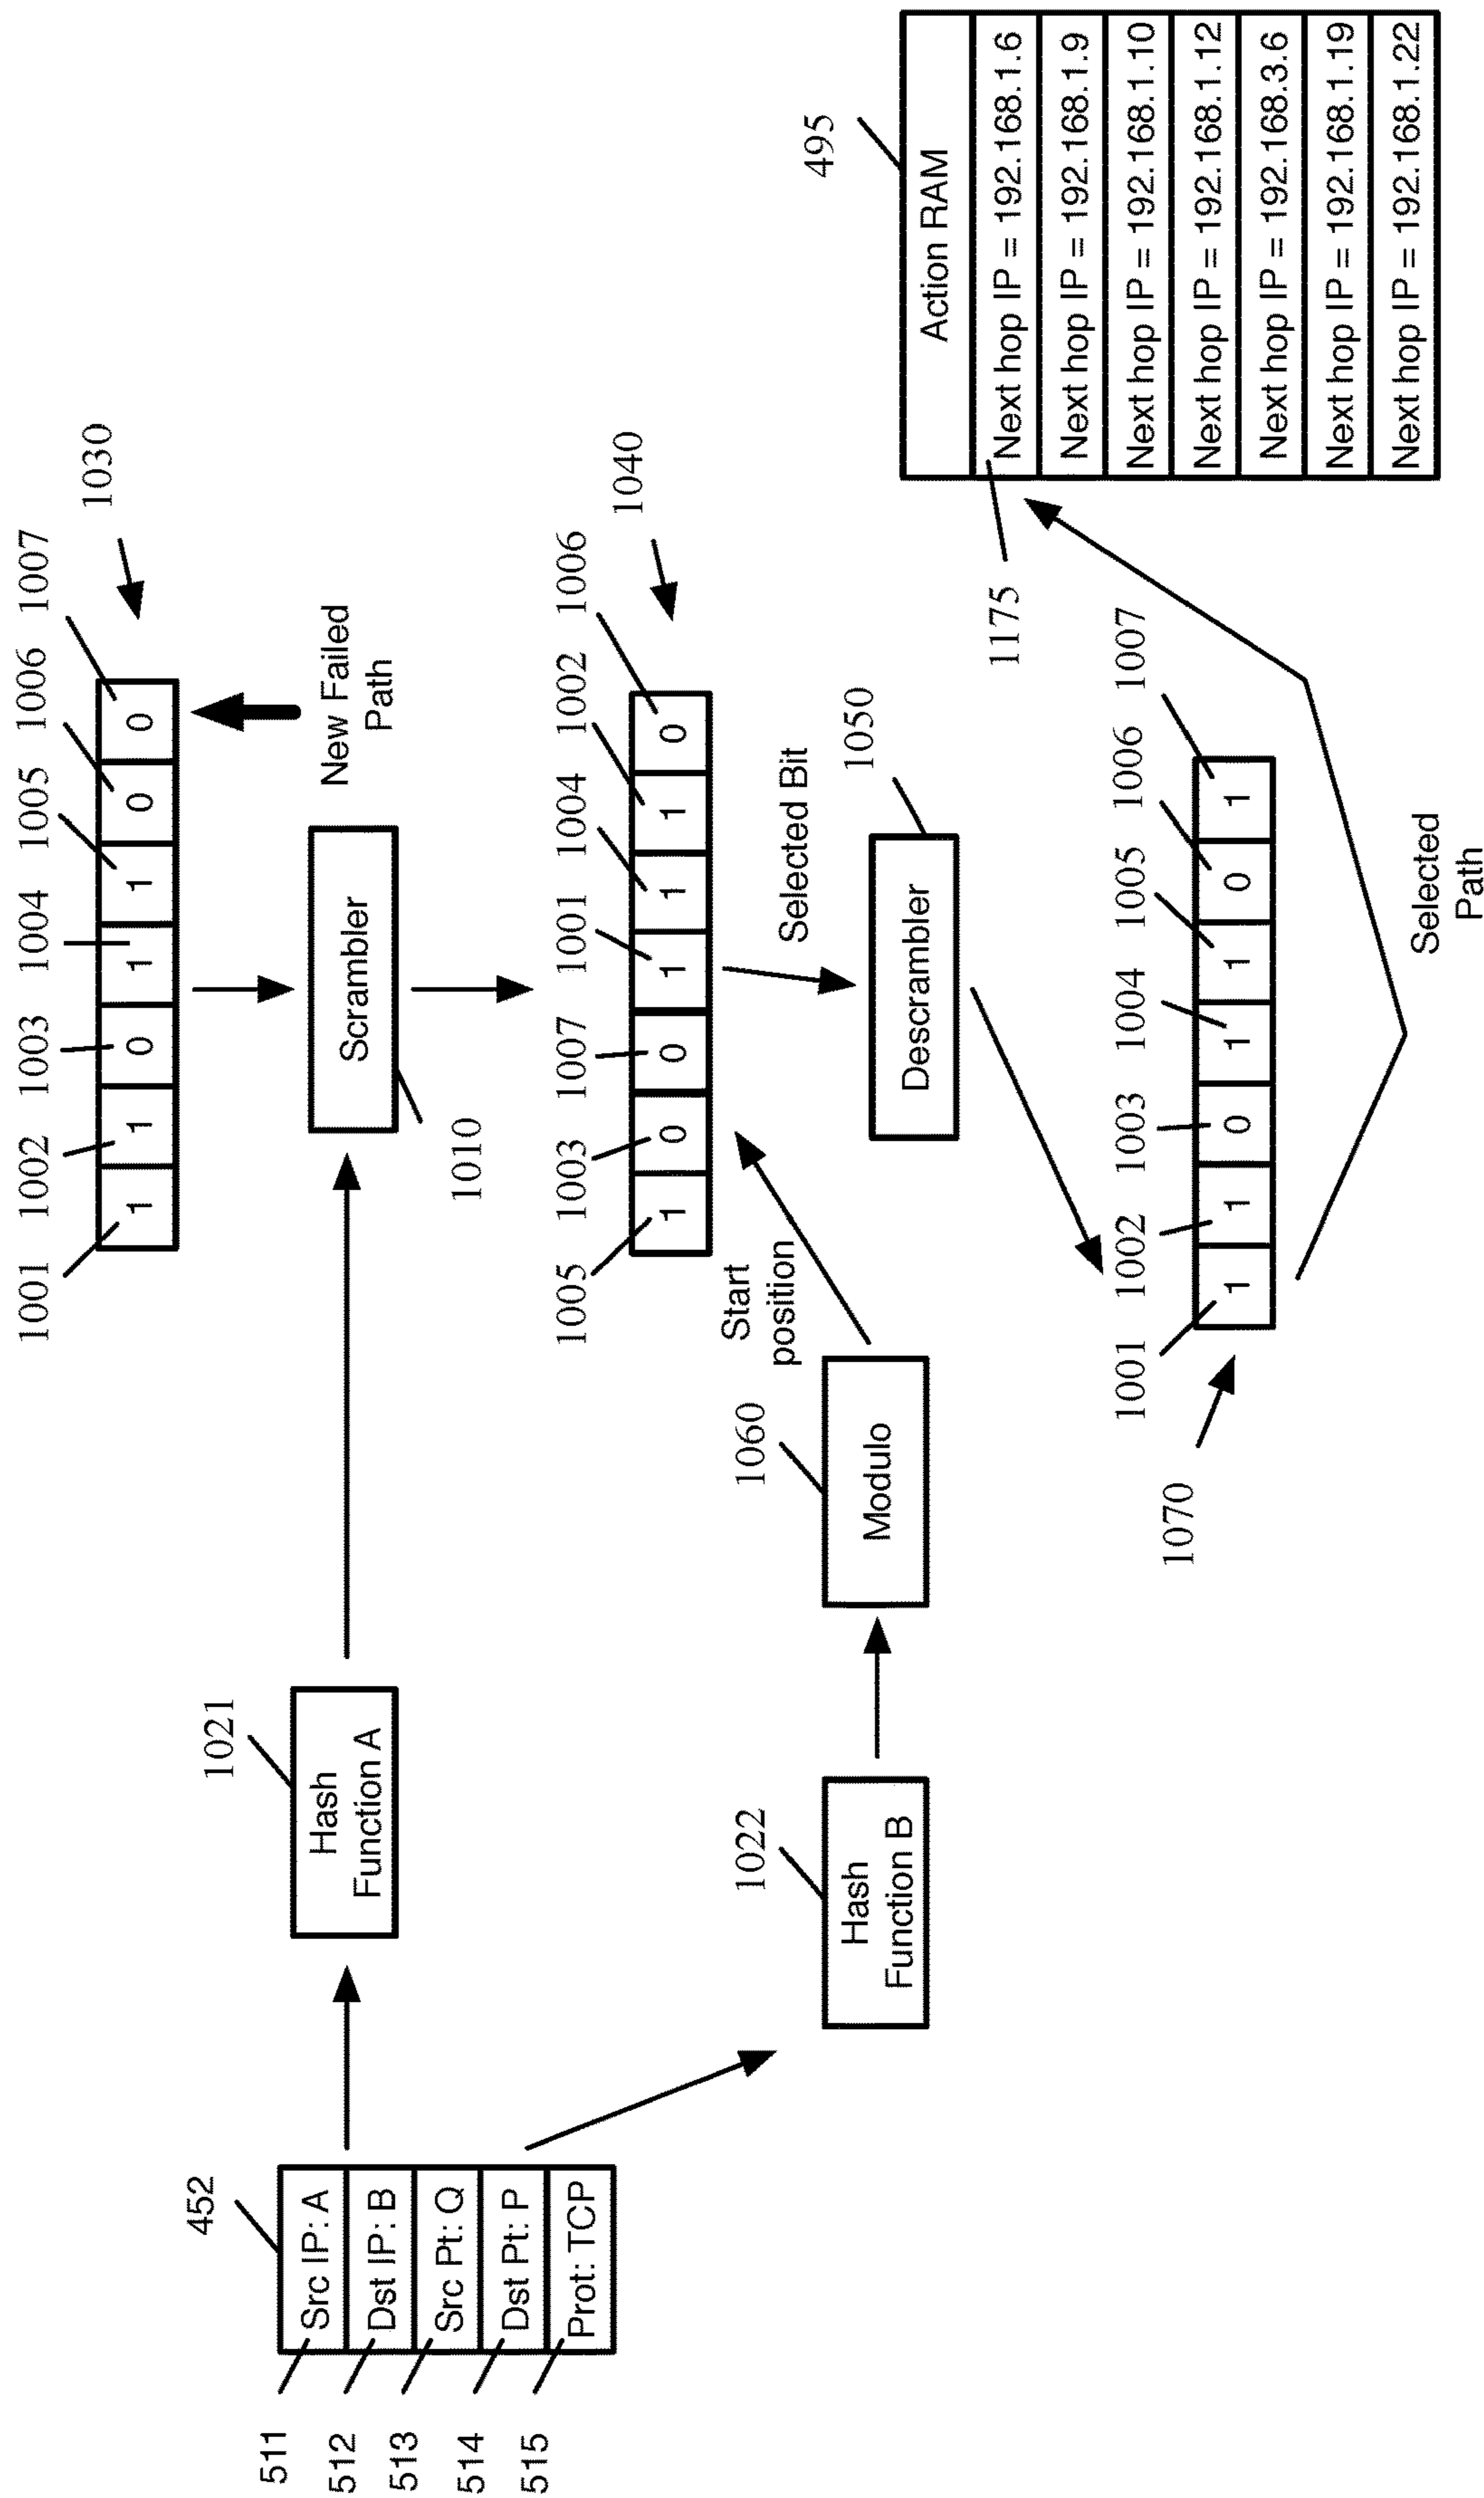 1001 1002 1003 1004 1005 1006 1007
1030
1 1 0 1 1 0 0
New Failed
Path
452
511 Src IP: A
512 Dst IP: B
513 Src Pt: Q
514 Dst Pt: P
515 Prot: TCP
1021
Hash
Function A
Scrambler
1010
1005 1003 1007 1001 1004 1002 1006
1040
1 0 0 1 1 1 0
Start
position
Selected Bit
1022
Hash
Function B
1060
Modulo
1050
Descrambler
1001 1002 1003 1004 1005 1006 1007
1070
1 1 0 1 1 0 1
Selected
Path
495
Action RAM
1175
Next hop IP = 192.168.1.6
Next hop IP = 192.168.1.9
Next hop IP = 192.168.1.10
Next hop IP = 192.168.1.12
Next hop IP = 192.168.3.6
Next hop IP = 192.168.1.19
Next hop IP = 192.168.1.22